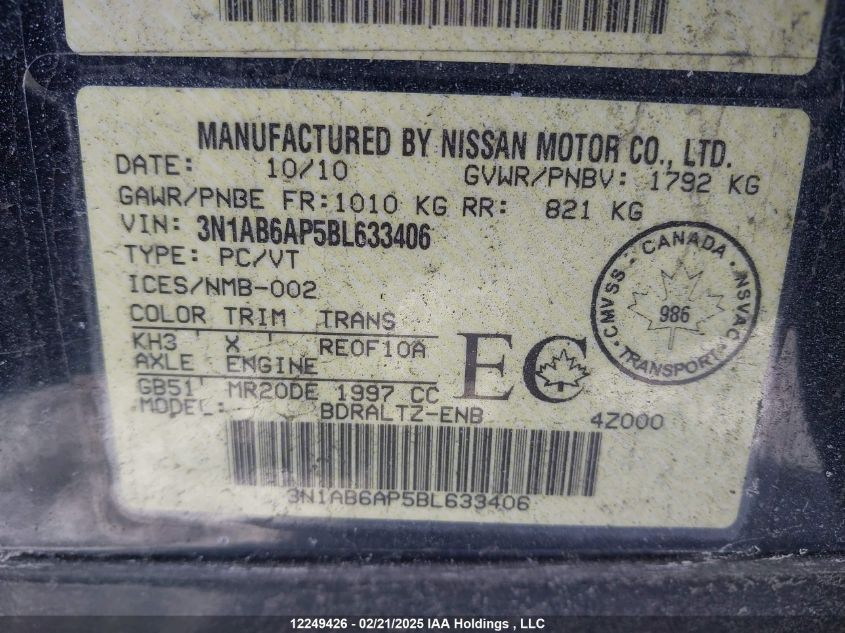 MANUFACTURED BY NISSAN MOTOR CO., LTD.
DATE: 10/10 GVWR/PNBV: 1792 KG
GAWR/PNBE FR:1010 KG RR: 821 KG
VIN: 3N1AB6AP5BL633406
TYPE: PC/VT
ICES/NMB-002
COLOR TRIM TRANS
KH3 ' X ' RE0F10A
AXLE ENGINE
GB51' MR20DE 1997 CC
MODEL: BDRALTZ-ENB 4Z000
EC
CANADA
CMVSS - NSVAC
986
TRANSPORT
3N1AB6AP5BL633406
12249426 - 02/21/2025 IAA Holdings , LLC